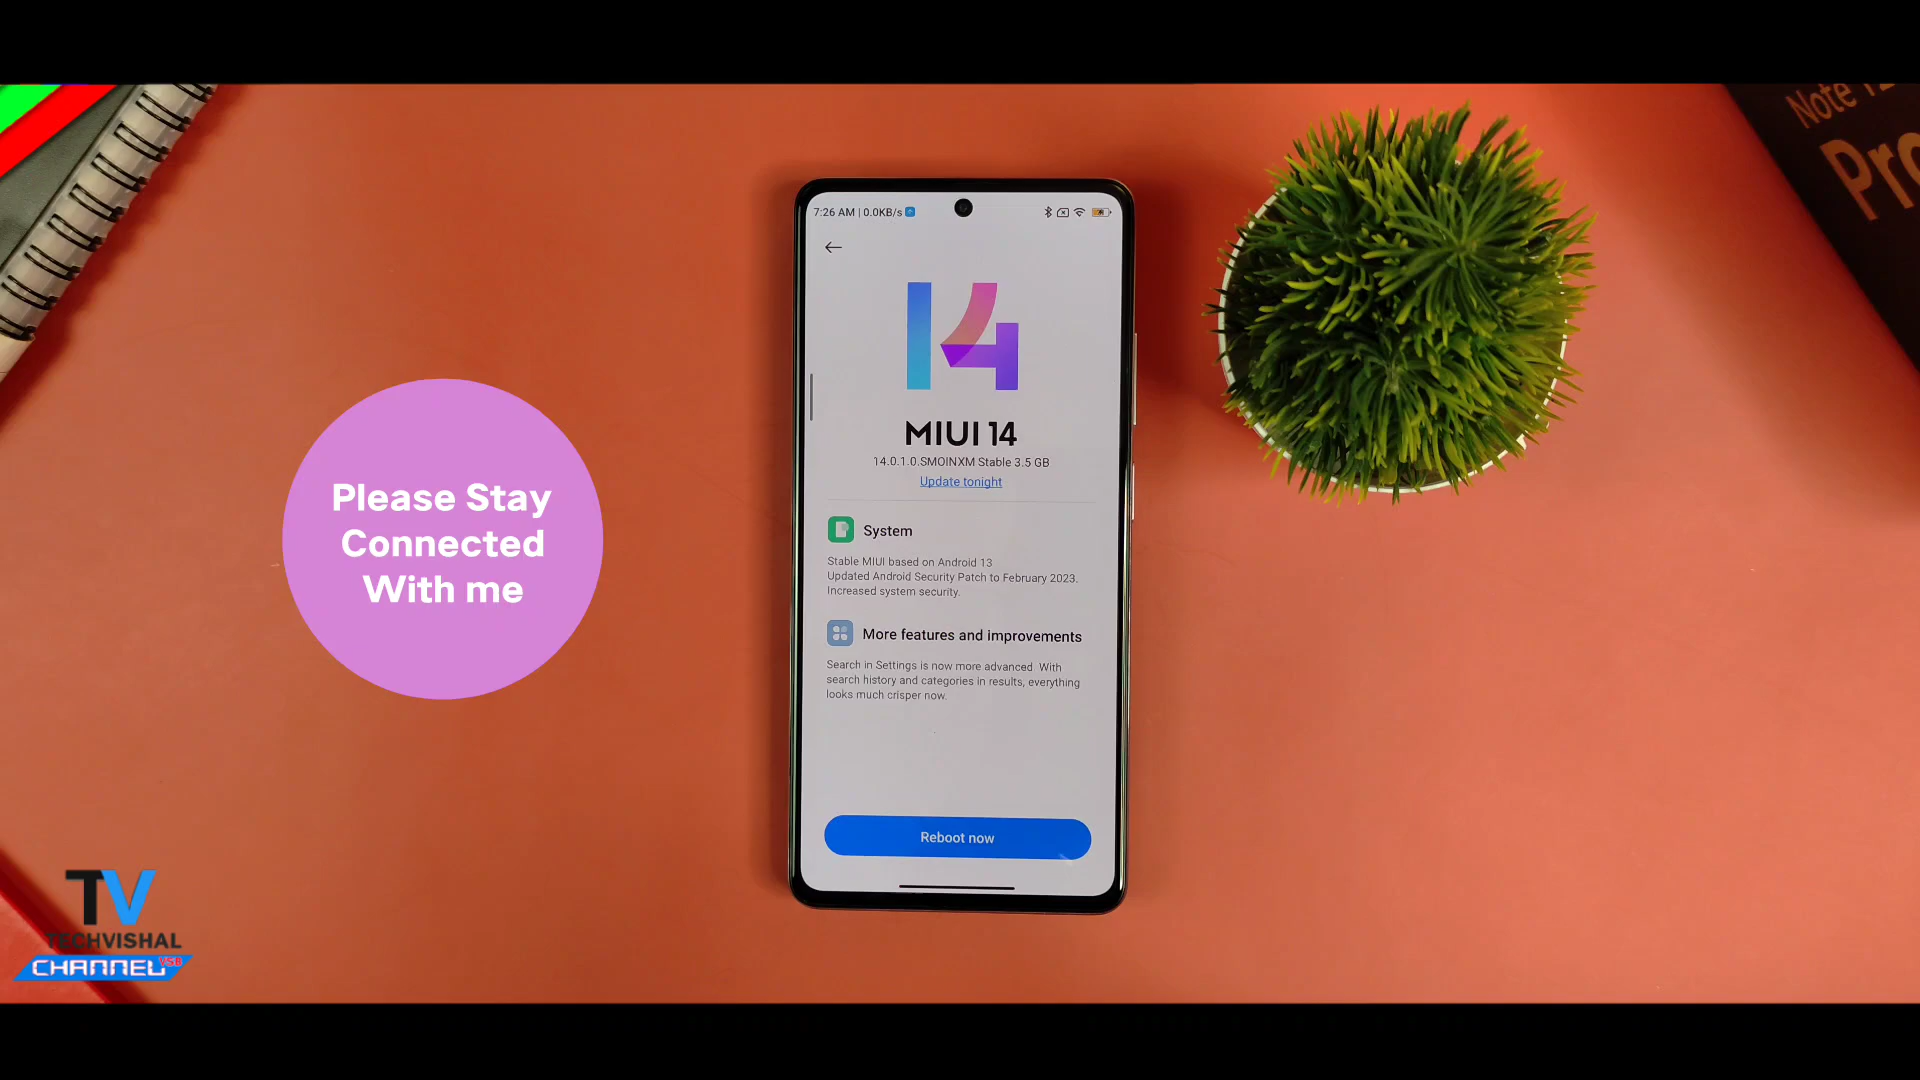 Note 12
Pro
7:26 AM | 0.0KB/s
14
MIUI 14
14.0.1.0.SMOINXM Stable 3.5 GB
Update tonight
System
Stable MIUI based on Android 13
Updated Android Security Patch to February 2023.
Increased system security.
More features and improvements
Search in Settings is now more advanced. With
search history and categories in results, everything
looks much crisper now.
Reboot now
Please Stay
Connected
With me
TV
TECHVISHAL
CHANNEL YSB